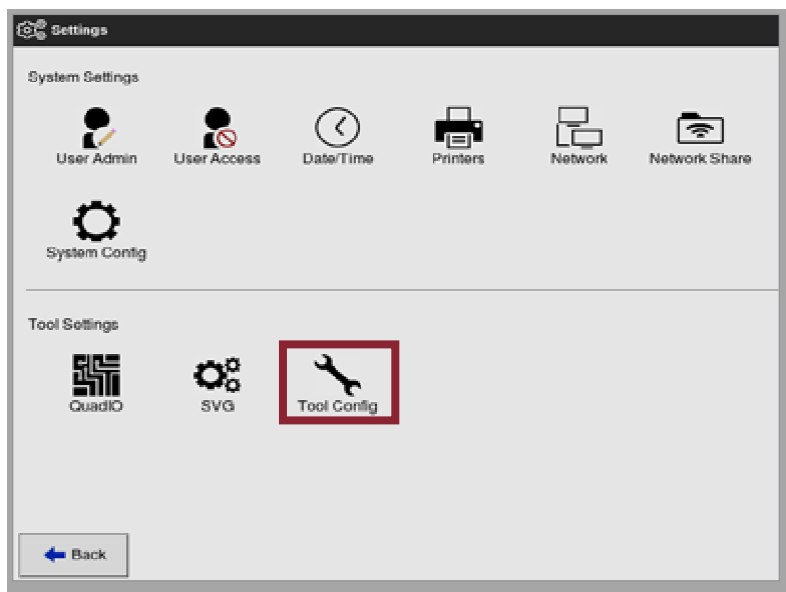 Settings
System Settings
User Admin
User Access
Date/Time
Printers
Network
Network Share
System Config
Tool Settings
QuadIO
SVG
Tool Config
Back